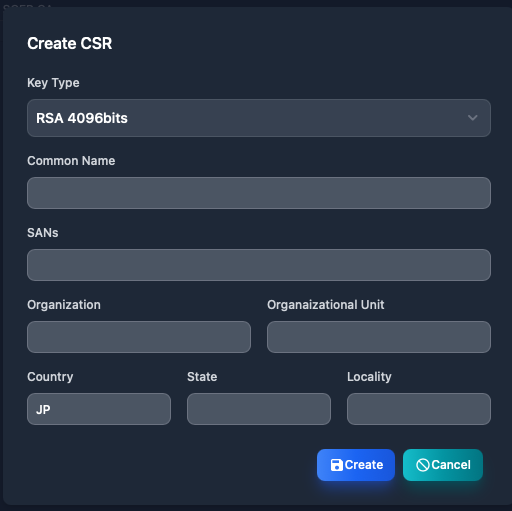 Create CSR
Key Type
RSA 4096bits
Common Name
SANs
Organization Organaizational Unit
Country State Locality
JP
Create Cancel